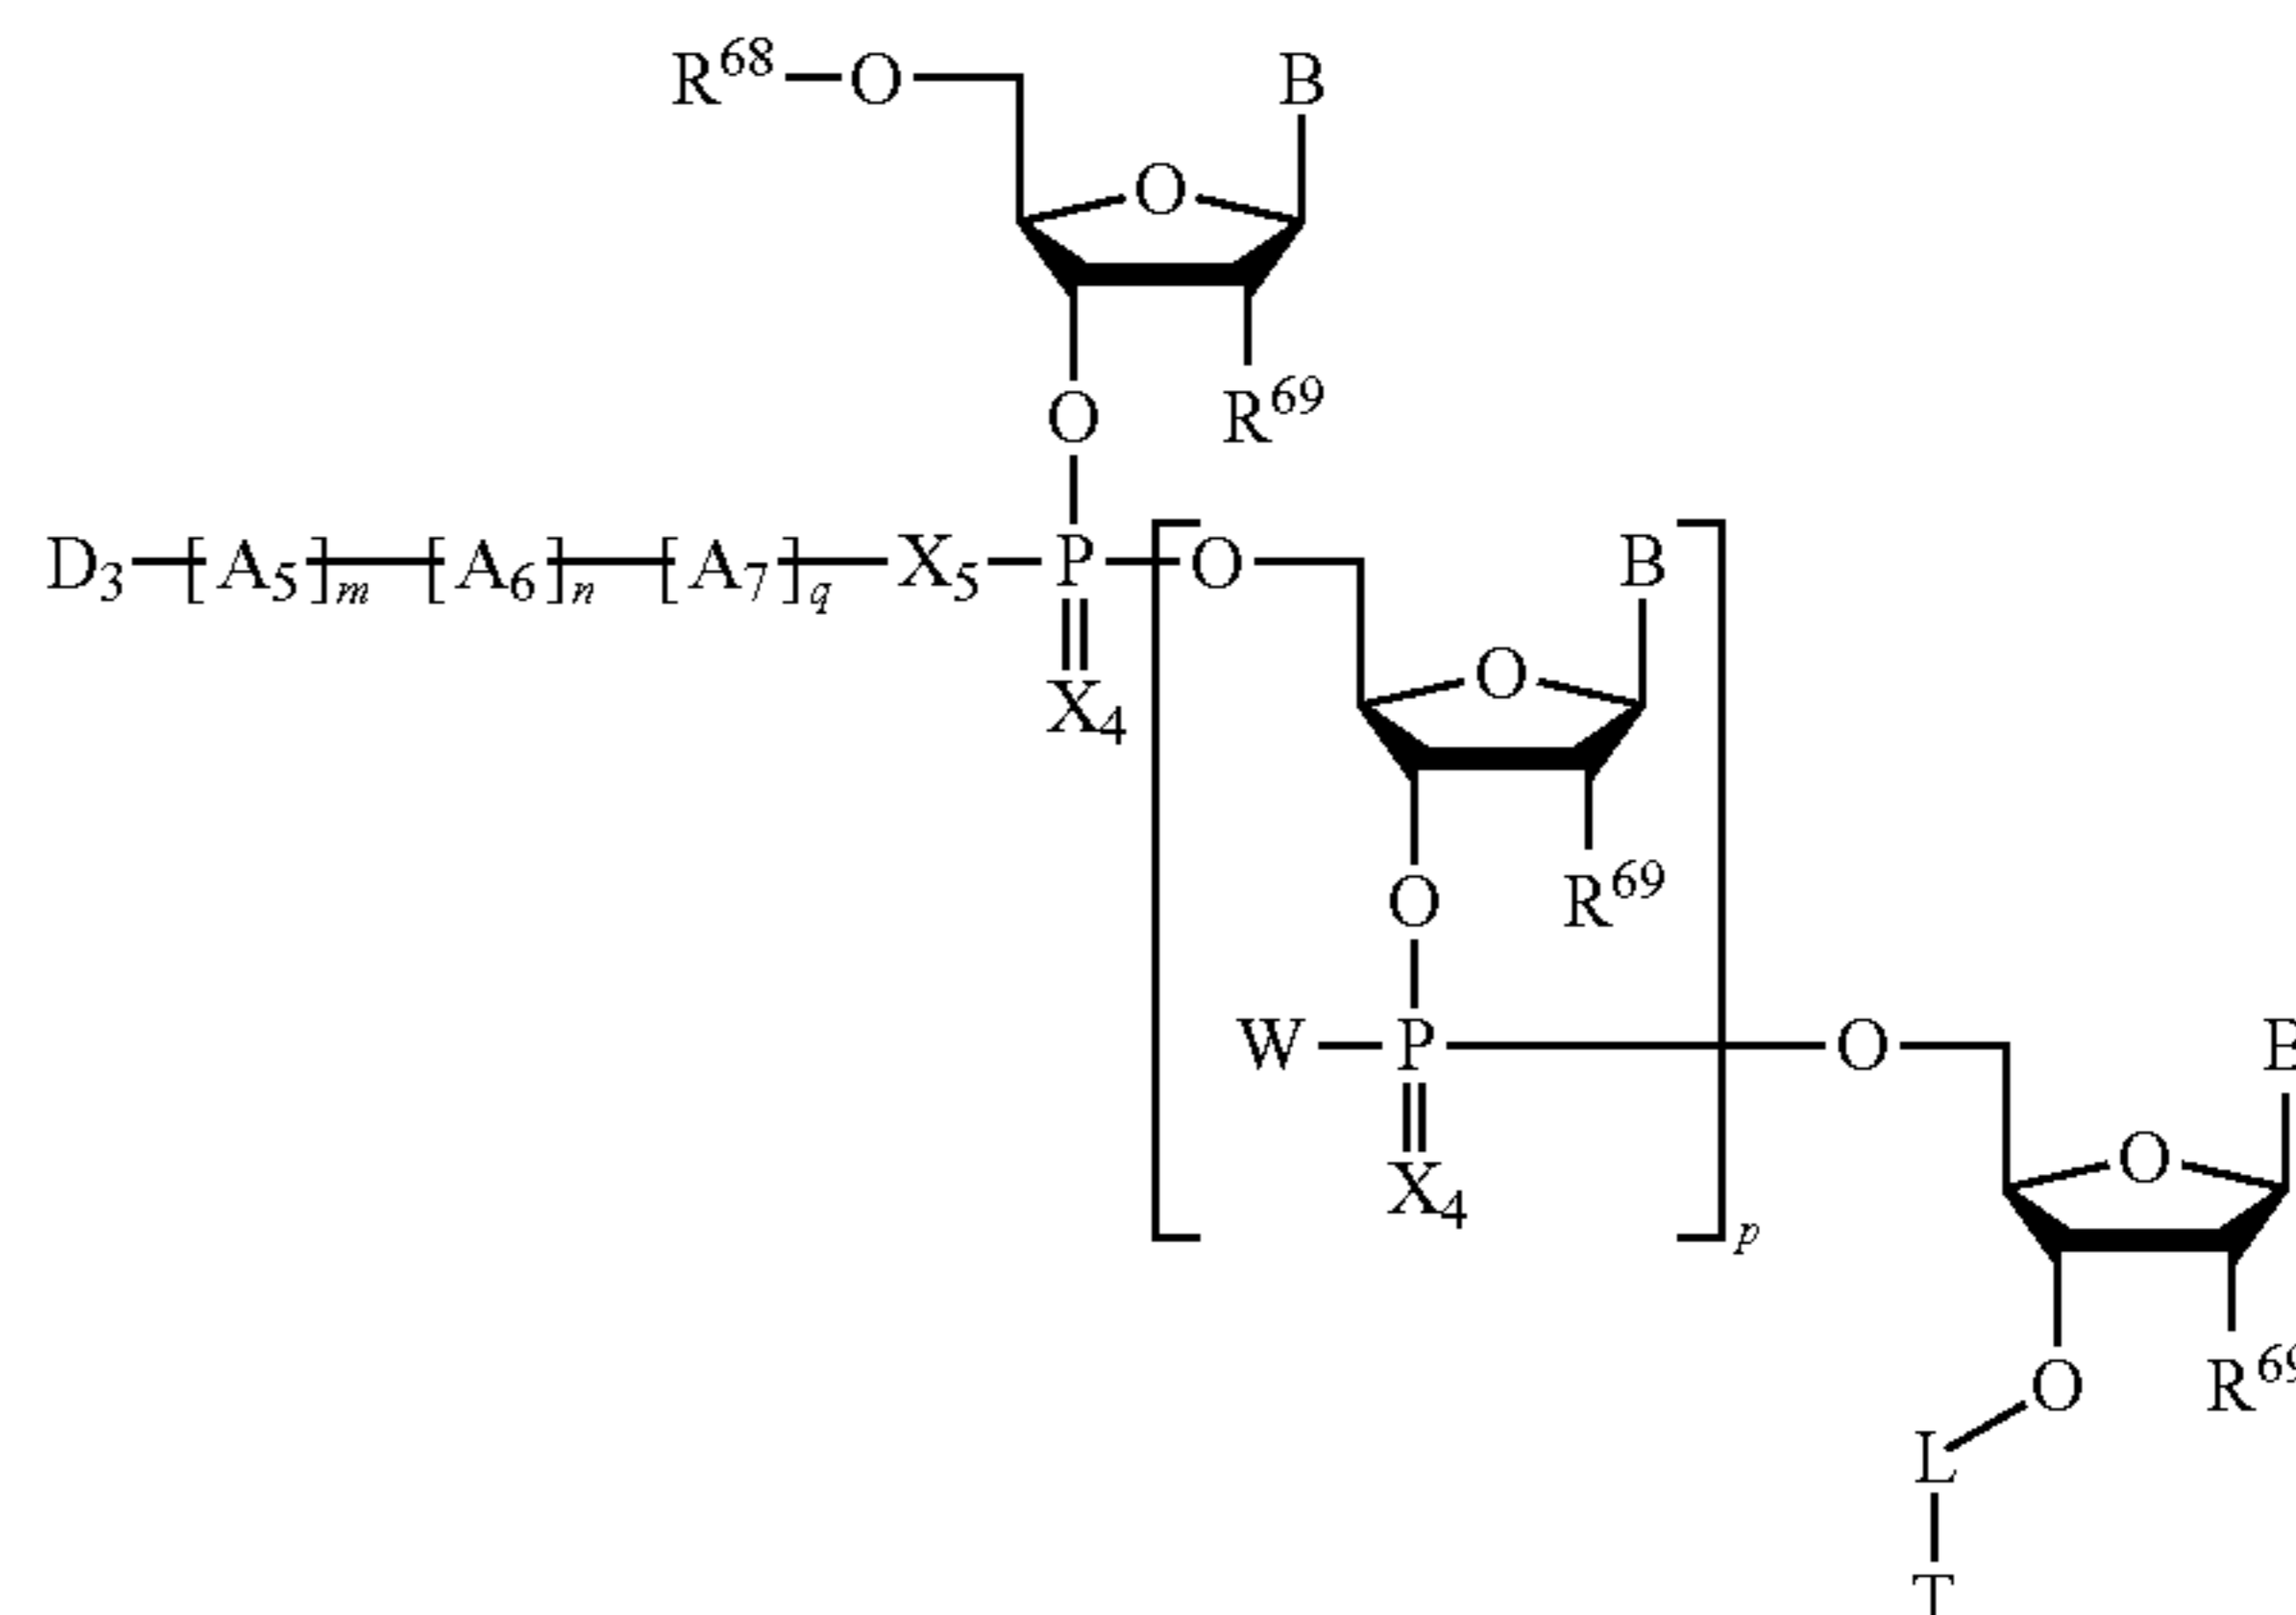 R⁶⁸ O B
O
O R⁶⁹
D₃ [ A₅ ]ₘ [ A₆ ]ₙ [ A₇ ]q X₅ P O B
X₄ O
O R⁶⁹
W P O B
X₄ O
p
O R⁶⁹
L
T